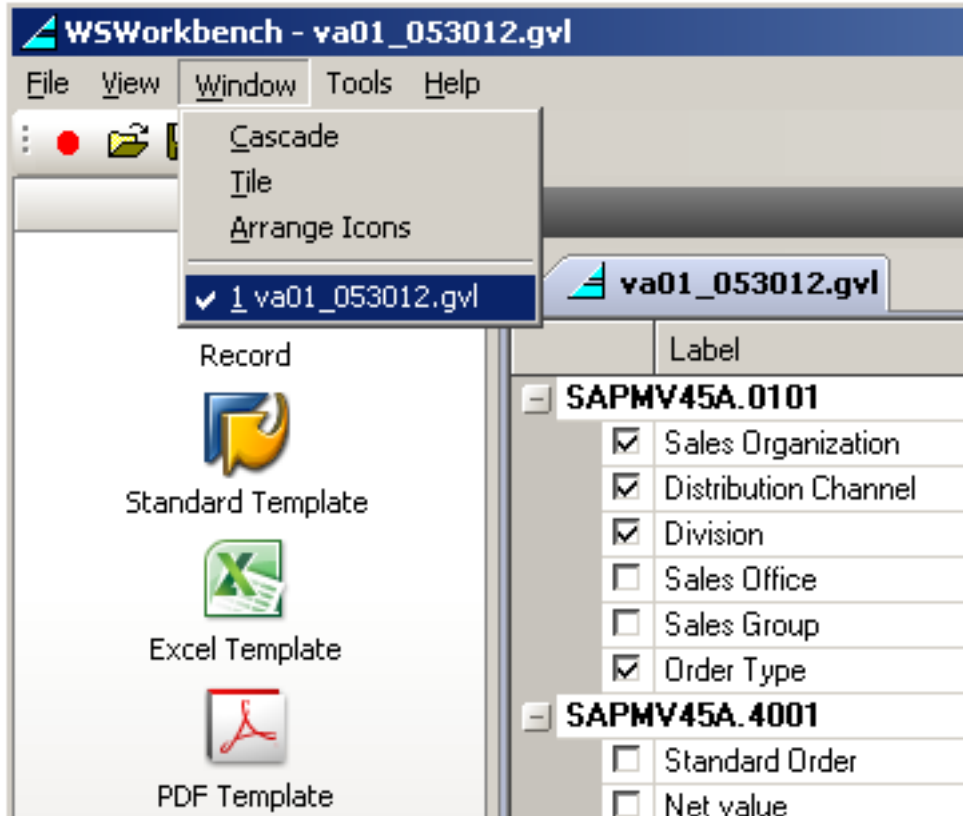 WSWorkbench - va01_053012.gvl
File View Window Tools Help
Cascade
Tile
Arrange Icons
1 va01_053012.gvl
Record
Standard Template
Excel Template
PDF Template
va01_053012.gvl
Label
SAPMV45A.0101
Sales Organization
Distribution Channel
Division
Sales Office
Sales Group
Order Type
SAPMV45A.4001
Standard Order
Net value